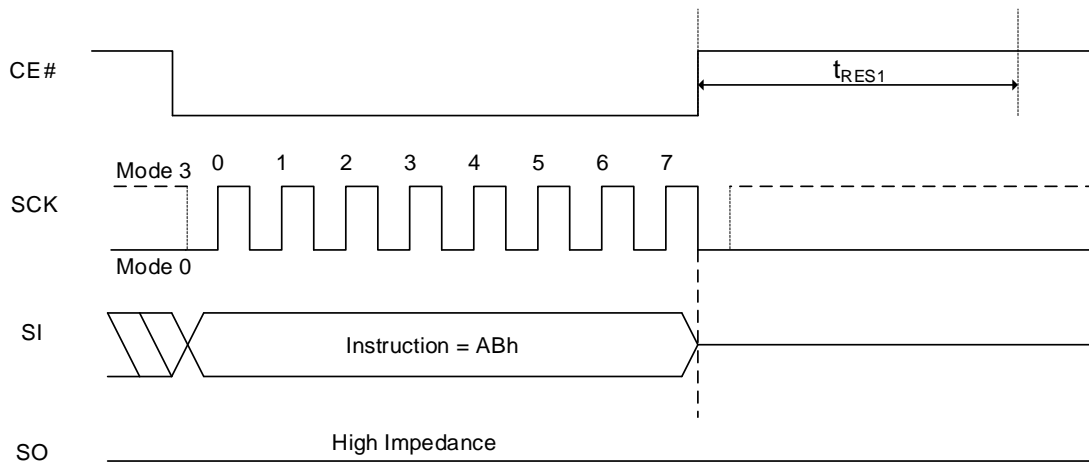 CE#
tRES1
Mode 3
0 1 2 3 4 5 6 7
SCK
Mode 0
SI
Instruction = ABh
High Impedance
SO